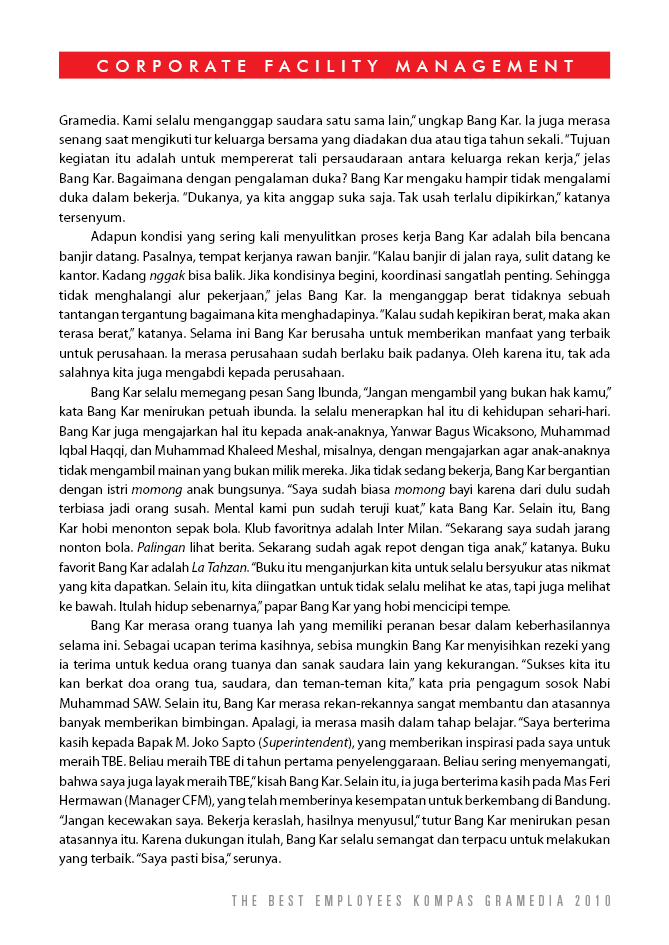 CORPORATE FACILITY MANAGEMENT
Gramedia. Kami selalu menganggap saudara satu sama lain,” ungkap Bang Kar. Ia juga merasa
senang saat mengikuti tur keluarga bersama yang diadakan dua atau tiga tahun sekali. “Tujuan
kegiatan itu adalah untuk mempererat tali persaudaraan antara keluarga rekan kerja,” jelas
Bang Kar. Bagaimana dengan pengalaman duka? Bang Kar mengaku hampir tidak mengalami
duka dalam bekerja. “Dukanya, ya kita anggap suka saja. Tak usah terlalu dipikirkan,” katanya
tersenyum.
Adapun kondisi yang sering kali menyulitkan proses kerja Bang Kar adalah bila bencana
banjir datang. Pasalnya, tempat kerjanya rawan banjir. “Kalau banjir di jalan raya, sulit datang ke
kantor. Kadang nggak bisa balik. Jika kondisinya begini, koordinasi sangatlah penting. Sehingga
tidak menghalangi alur pekerjaan,” jelas Bang Kar. Ia menganggap berat tidaknya sebuah
tantangan tergantung bagaimana kita menghadapinya. “Kalau sudah kepikiran berat, maka akan
terasa berat,” katanya. Selama ini Bang Kar berusaha untuk memberikan manfaat yang terbaik
untuk perusahaan. Ia merasa perusahaan sudah berlaku baik padanya. Oleh karena itu, tak ada
salahnya kita juga mengabdi kepada perusahaan.
Bang Kar selalu memegang pesan Sang Ibunda, “Jangan mengambil yang bukan hak kamu,”
kata Bang Kar menirukan petuah ibunda. Ia selalu menerapkan hal itu di kehidupan sehari-hari.
Bang Kar juga mengajarkan hal itu kepada anak-anaknya, Yanwar Bagus Wicaksono, Muhammad
Iqbal Haqqi, dan Muhammad Khaleed Meshal, misalnya, dengan mengajarkan agar anak-anaknya
tidak mengambil mainan yang bukan milik mereka. Jika tidak sedang bekerja, Bang Kar bergantian
dengan istri momong anak bungsunya. “Saya sudah biasa momong bayi karena dari dulu sudah
terbiasa jadi orang susah. Mental kami pun sudah teruji kuat,” kata Bang Kar. Selain itu, Bang
Kar hobi menonton sepak bola. Klub favoritnya adalah Inter Milan. “Sekarang saya sudah jarang
nonton bola. Palingan lihat berita. Sekarang sudah agak repot dengan tiga anak,” katanya. Buku
favorit Bang Kar adalah La Tahzan. “Buku itu menganjurkan kita untuk selalu bersyukur atas nikmat
yang kita dapatkan. Selain itu, kita diingatkan untuk tidak selalu melihat ke atas, tapi juga melihat
ke bawah. Itulah hidup sebenarnya,” papar Bang Kar yang hobi mencicipi tempe.
Bang Kar merasa orang tuanya lah yang memiliki peranan besar dalam keberhasilannya
selama ini. Sebagai ucapan terima kasihnya, sebisa mungkin Bang Kar menyisihkan rezeki yang
ia terima untuk kedua orang tuanya dan sanak saudara lain yang kekurangan. “Sukses kita itu
kan berkat doa orang tua, saudara, dan teman-teman kita,” kata pria pengagum sosok Nabi
Muhammad SAW. Selain itu, Bang Kar merasa rekan-rekannya sangat membantu dan atasannya
banyak memberikan bimbingan. Apalagi, ia merasa masih dalam tahap belajar. “Saya berterima
kasih kepada Bapak M. Joko Sapto (Superintendent), yang memberikan inspirasi pada saya untuk
meraih TBE. Beliau meraih TBE di tahun pertama penyelenggaraan. Beliau sering menyemangati,
bahwa saya juga layak meraih TBE,” kisah Bang Kar. Selain itu, ia juga berterima kasih pada Mas Feri
Hermawan (Manager CFM), yang telah memberinya kesempatan untuk berkembang di Bandung.
“Jangan kecewakan saya. Bekerja keraslah, hasilnya menyusul,” tutur Bang Kar menirukan pesan
atasannya itu. Karena dukungan itulah, Bang Kar selalu semangat dan terpacu untuk melakukan
yang terbaik. “Saya pasti bisa,” serunya.
THE BEST EMPLOYEES KOMPAS GRAMEDIA 2010